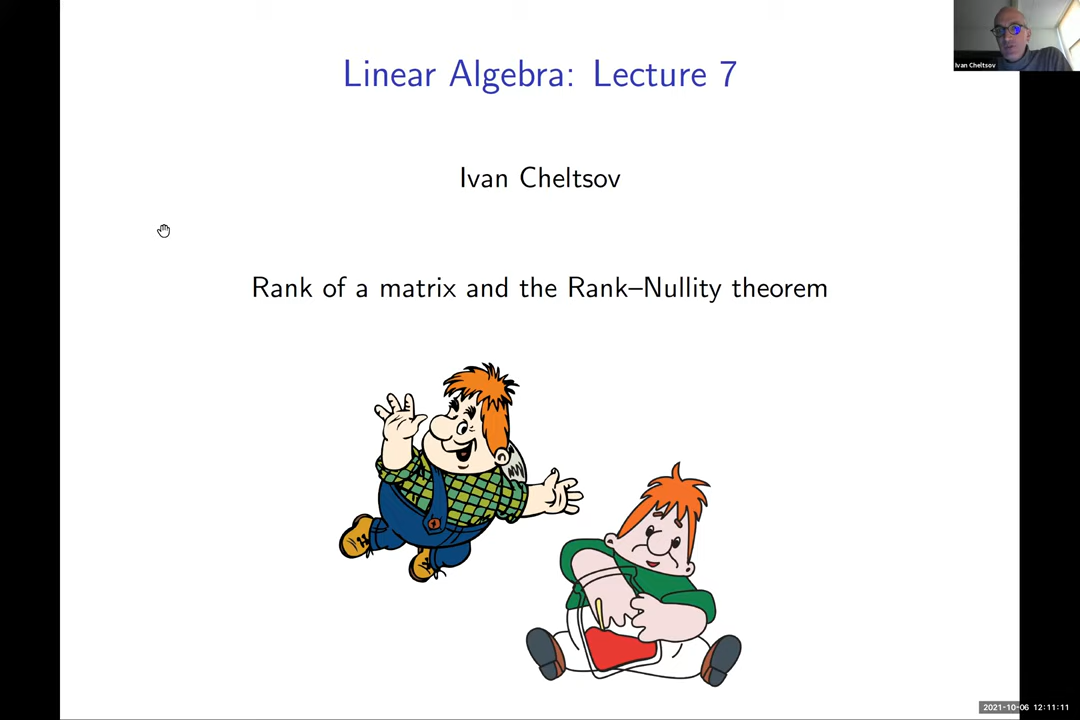 Ivan Cheltsov
Linear Algebra: Lecture 7
Ivan Cheltsov
Rank of a matrix and the Rank–Nullity theorem
2021-10-06 12:11:11